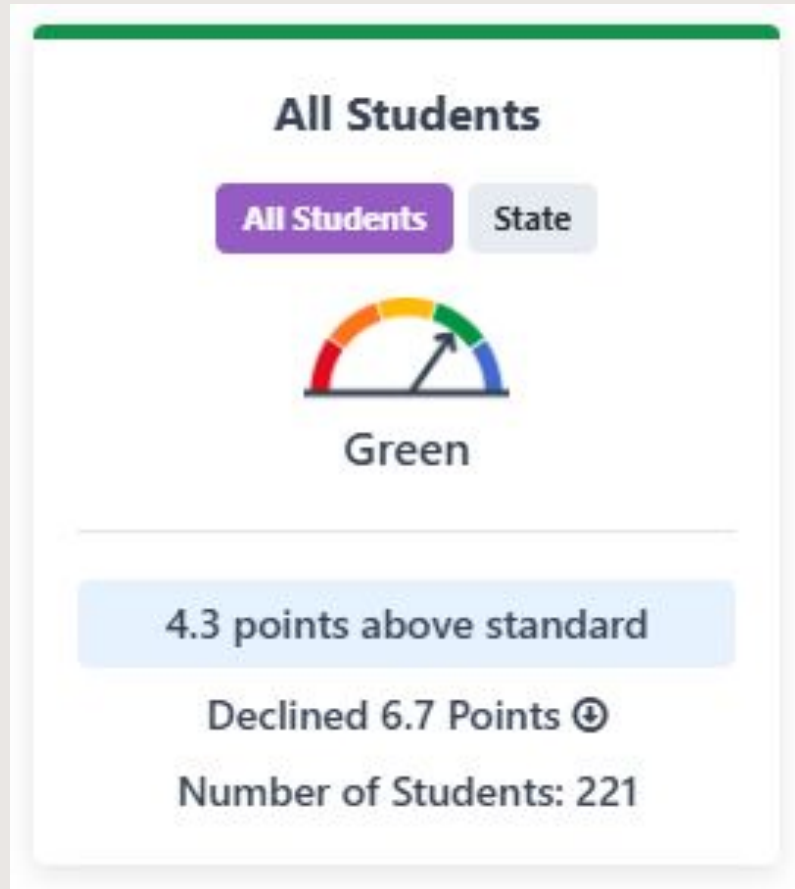 All Students
All Students State
Green
4.3 points above standard
Declined 6.7 Points
Number of Students: 221